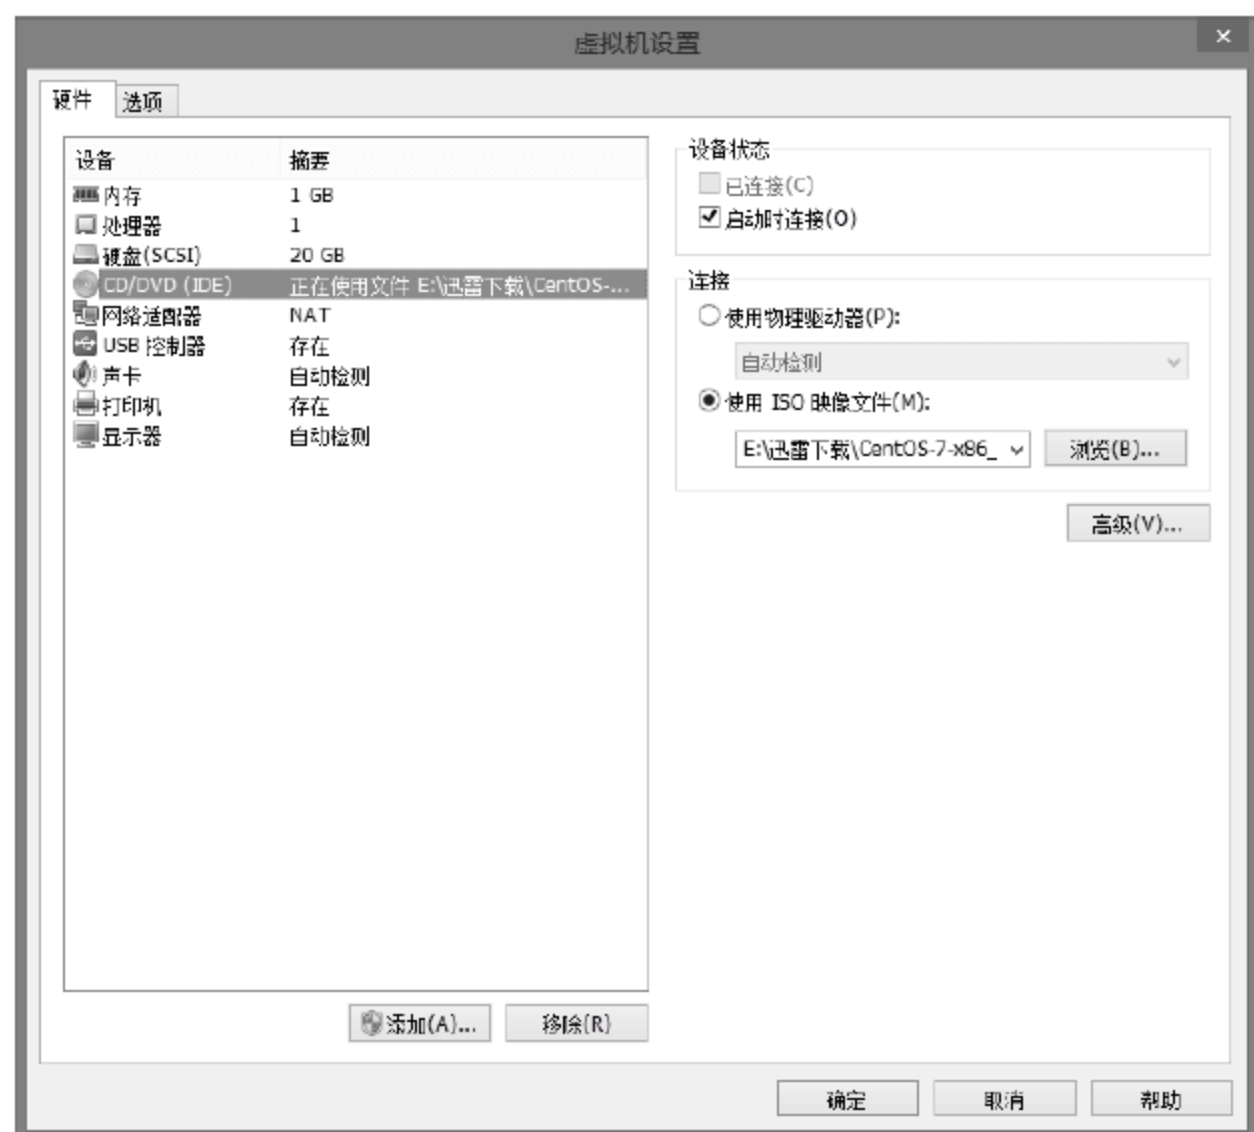 虚拟机设置
×
硬件 选项
设备 摘要
内存 1 GB
处理器 1
硬盘(SCSI) 20 GB
CD/DVD (IDE) 正在使用文件 E:\迅雷下载\CentOS-...
网络适配器 NAT
USB 控制器 存在
声卡 自动检测
打印机 存在
显示器 自动检测
添加(A)... 移除(R)
设备状态
已连接(C)
启动时连接(O)
连接
使用物理驱动器(P):
自动检测
使用 ISO 映像文件(M):
E:\迅雷下载\CentOS-7-x86_ 浏览(B)...
高级(V)...
确定 取消 帮助